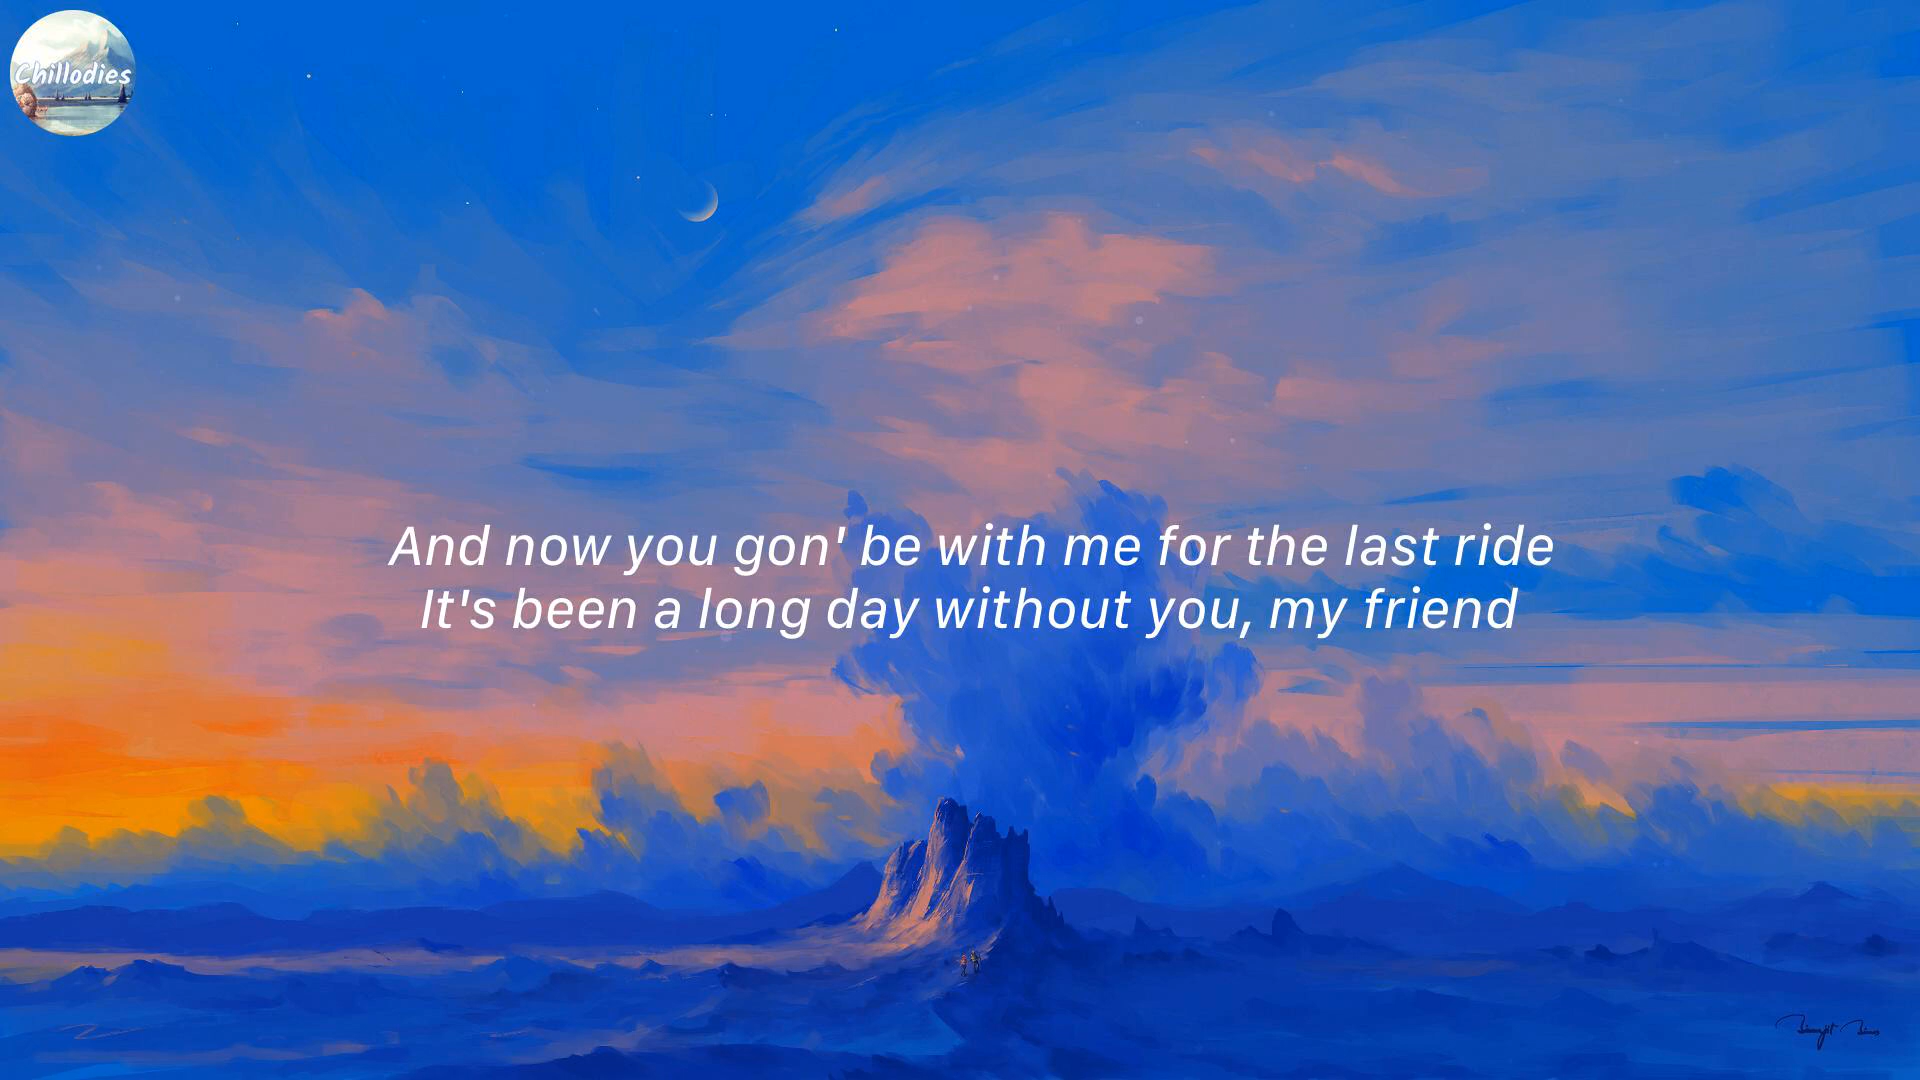 Chillodies
And now you gon' be with me for the last ride
It's been a long day without you, my friend